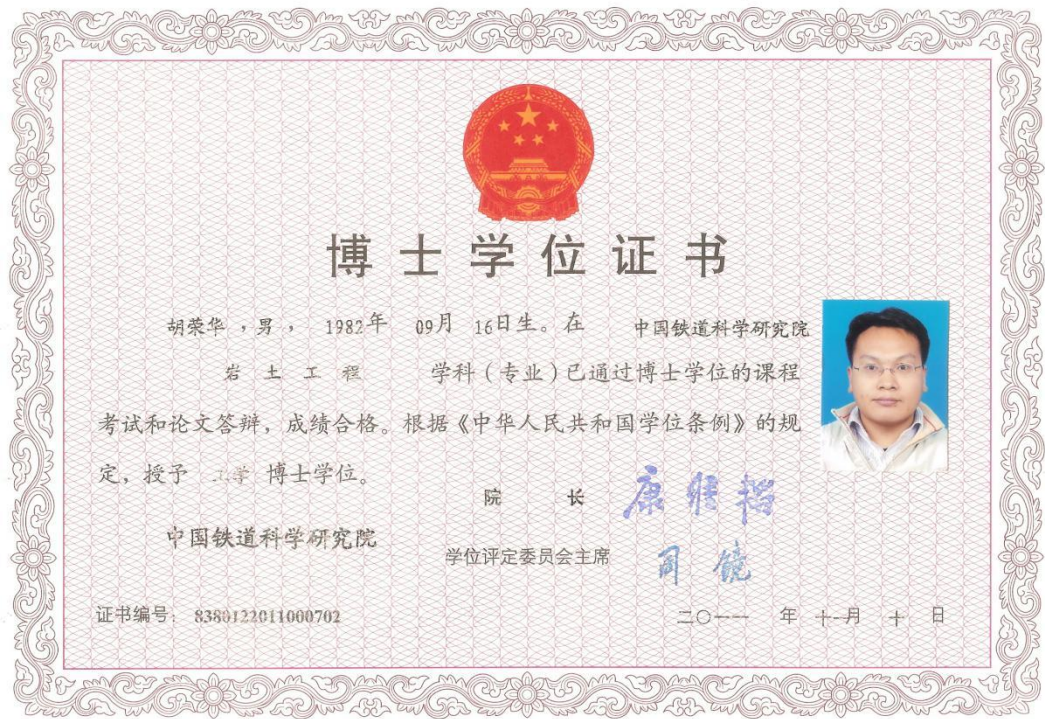 博士学位证书
胡荣华，男， 1982年 09月 16日生。在 中国铁道科学研究院
岩土工程 学科（专业）已通过博士学位的课程
考试和论文答辩，成绩合格。根据《中华人民共和国学位条例》的规
定，授予 工学 博士学位。
院 长 康熊
中国铁道科学研究院
学位评定委员会主席 周镜
证书编号： 8380122011000702
二〇一一 年 十一月 十 日